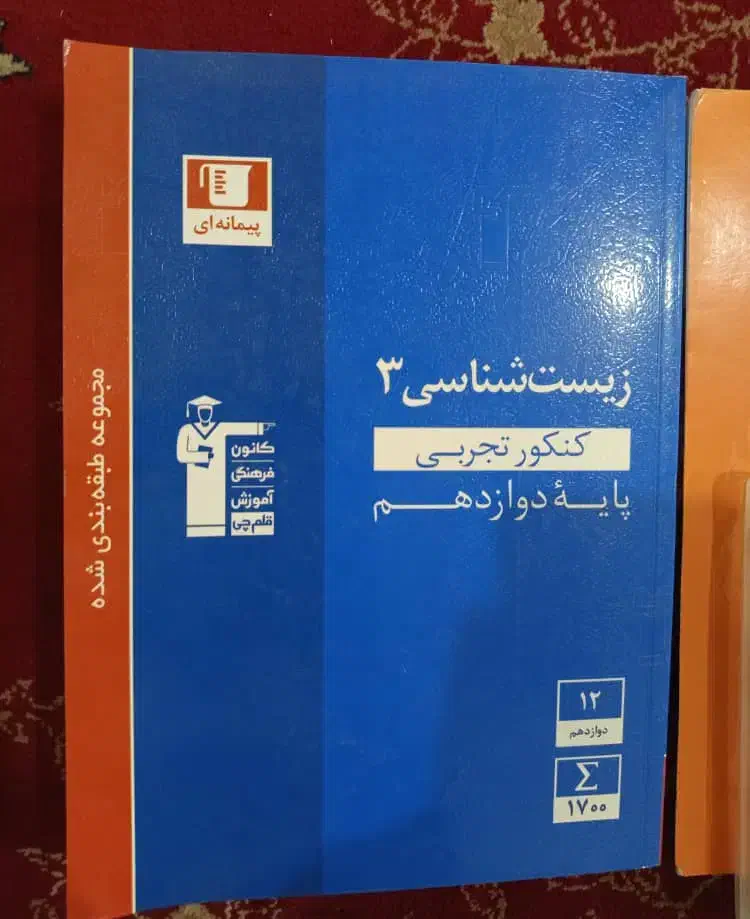 پیمانه‌ای
زیست‌شناسی ۳
کنکور تجربی
پایهٔ دوازدهم
کانون
فرهنگی
آموزش
قلم‌چی
مجموعه طبقه‌بندی شده
۱۲
دوازدهم
Σ
۱۷۰۰